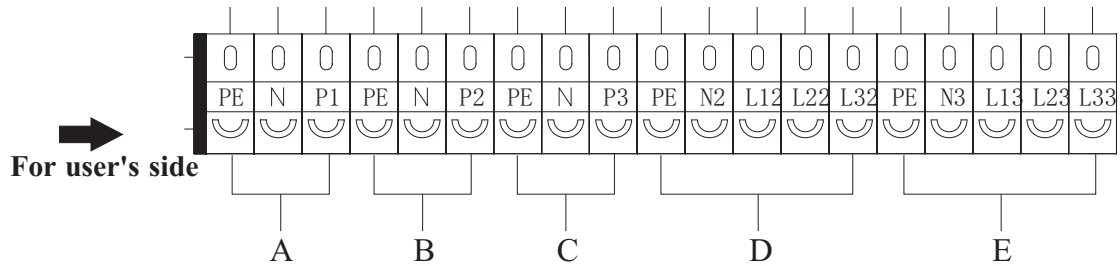 PE N P1 PE N P2 PE N P3 PE N2 L12 L22 L32 PE N3 L13 L23 L33
For user's side
A B C D E